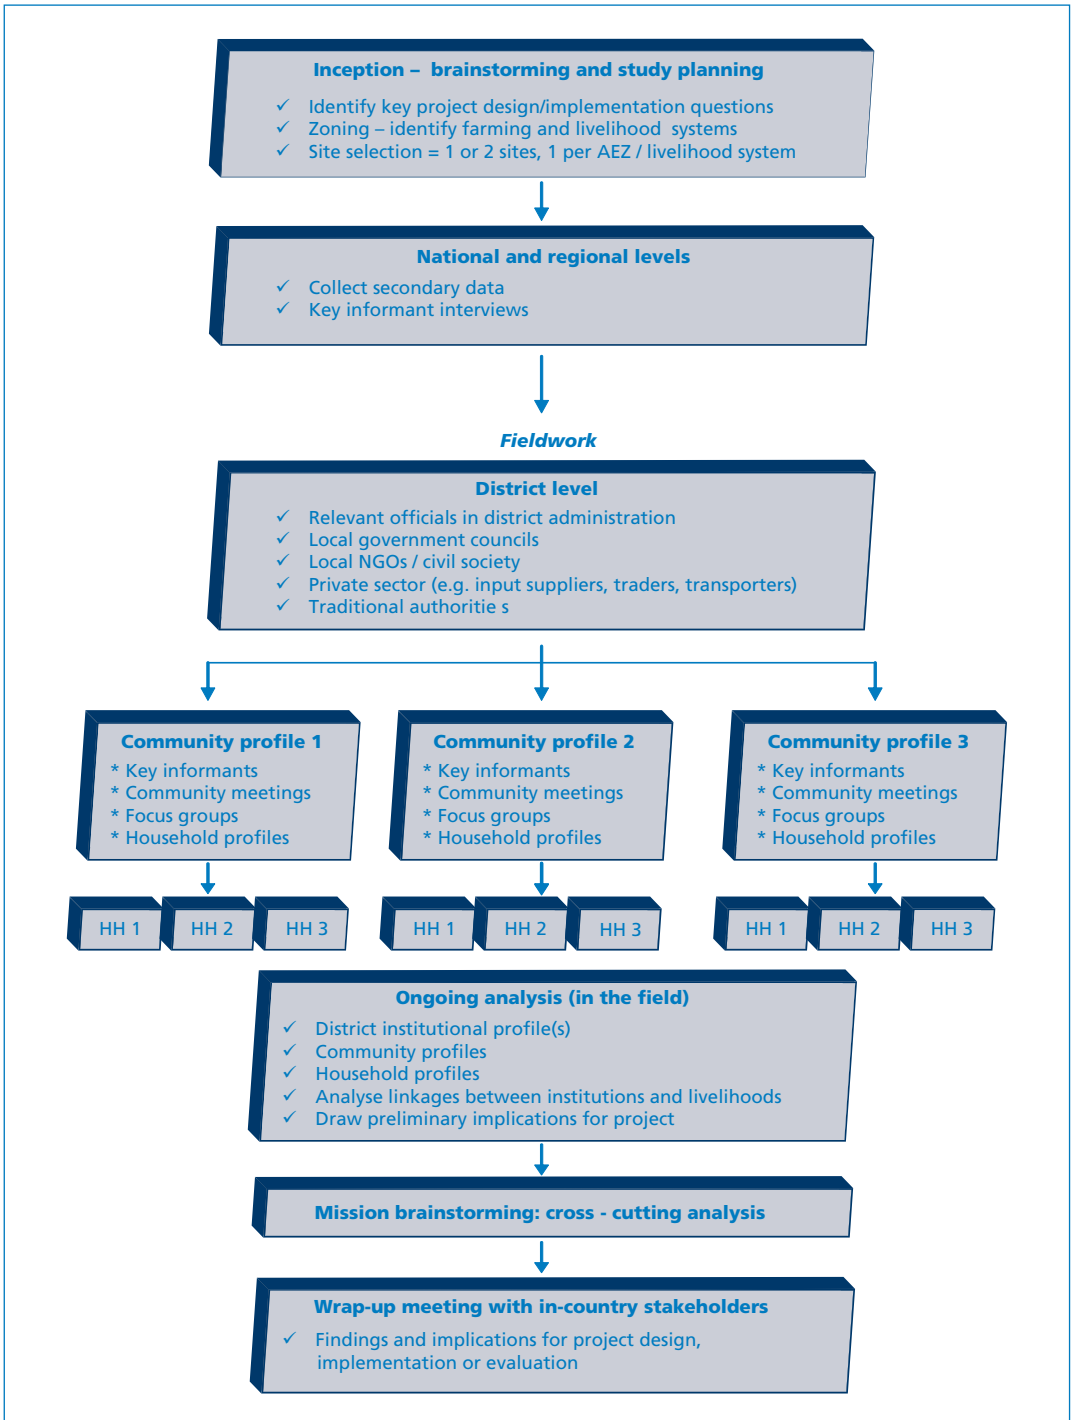 Inception – brainstorming and study planning
✓ Identify key project design/implementation questions
✓ Zoning – identify farming and livelihood systems
✓ Site selection = 1 or 2 sites, 1 per AEZ / livelihood system
National and regional levels
✓ Collect secondary data
✓ Key informant interviews
Fieldwork
District level
✓ Relevant officials in district administration
✓ Local government councils
✓ Local NGOs / civil society
✓ Private sector (e.g. input suppliers, traders, transporters)
✓ Traditional authoritie s
Community profile 1
* Key informants
* Community meetings
* Focus groups
* Household profiles
Community profile 2
* Key informants
* Community meetings
* Focus groups
* Household profiles
Community profile 3
* Key informants
* Community meetings
* Focus groups
* Household profiles
HH 1
HH 2
HH 3
HH 1
HH 2
HH 3
HH 1
HH 2
HH 3
Ongoing analysis (in the field)
✓ District institutional profile(s)
✓ Community profiles
✓ Household profiles
✓ Analyse linkages between institutions and livelihoods
✓ Draw preliminary implications for project
Mission brainstorming: cross - cutting analysis
Wrap-up meeting with in-country stakeholders
✓ Findings and implications for project design,
implementation or evaluation